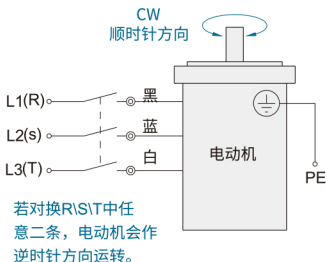 CW
顺时针方向
L1(R)
黑
L2(s)
蓝
L3(T)
白
电动机
PE
若对换R\S\T中任
意二条，电动机会作
逆时针方向运转。